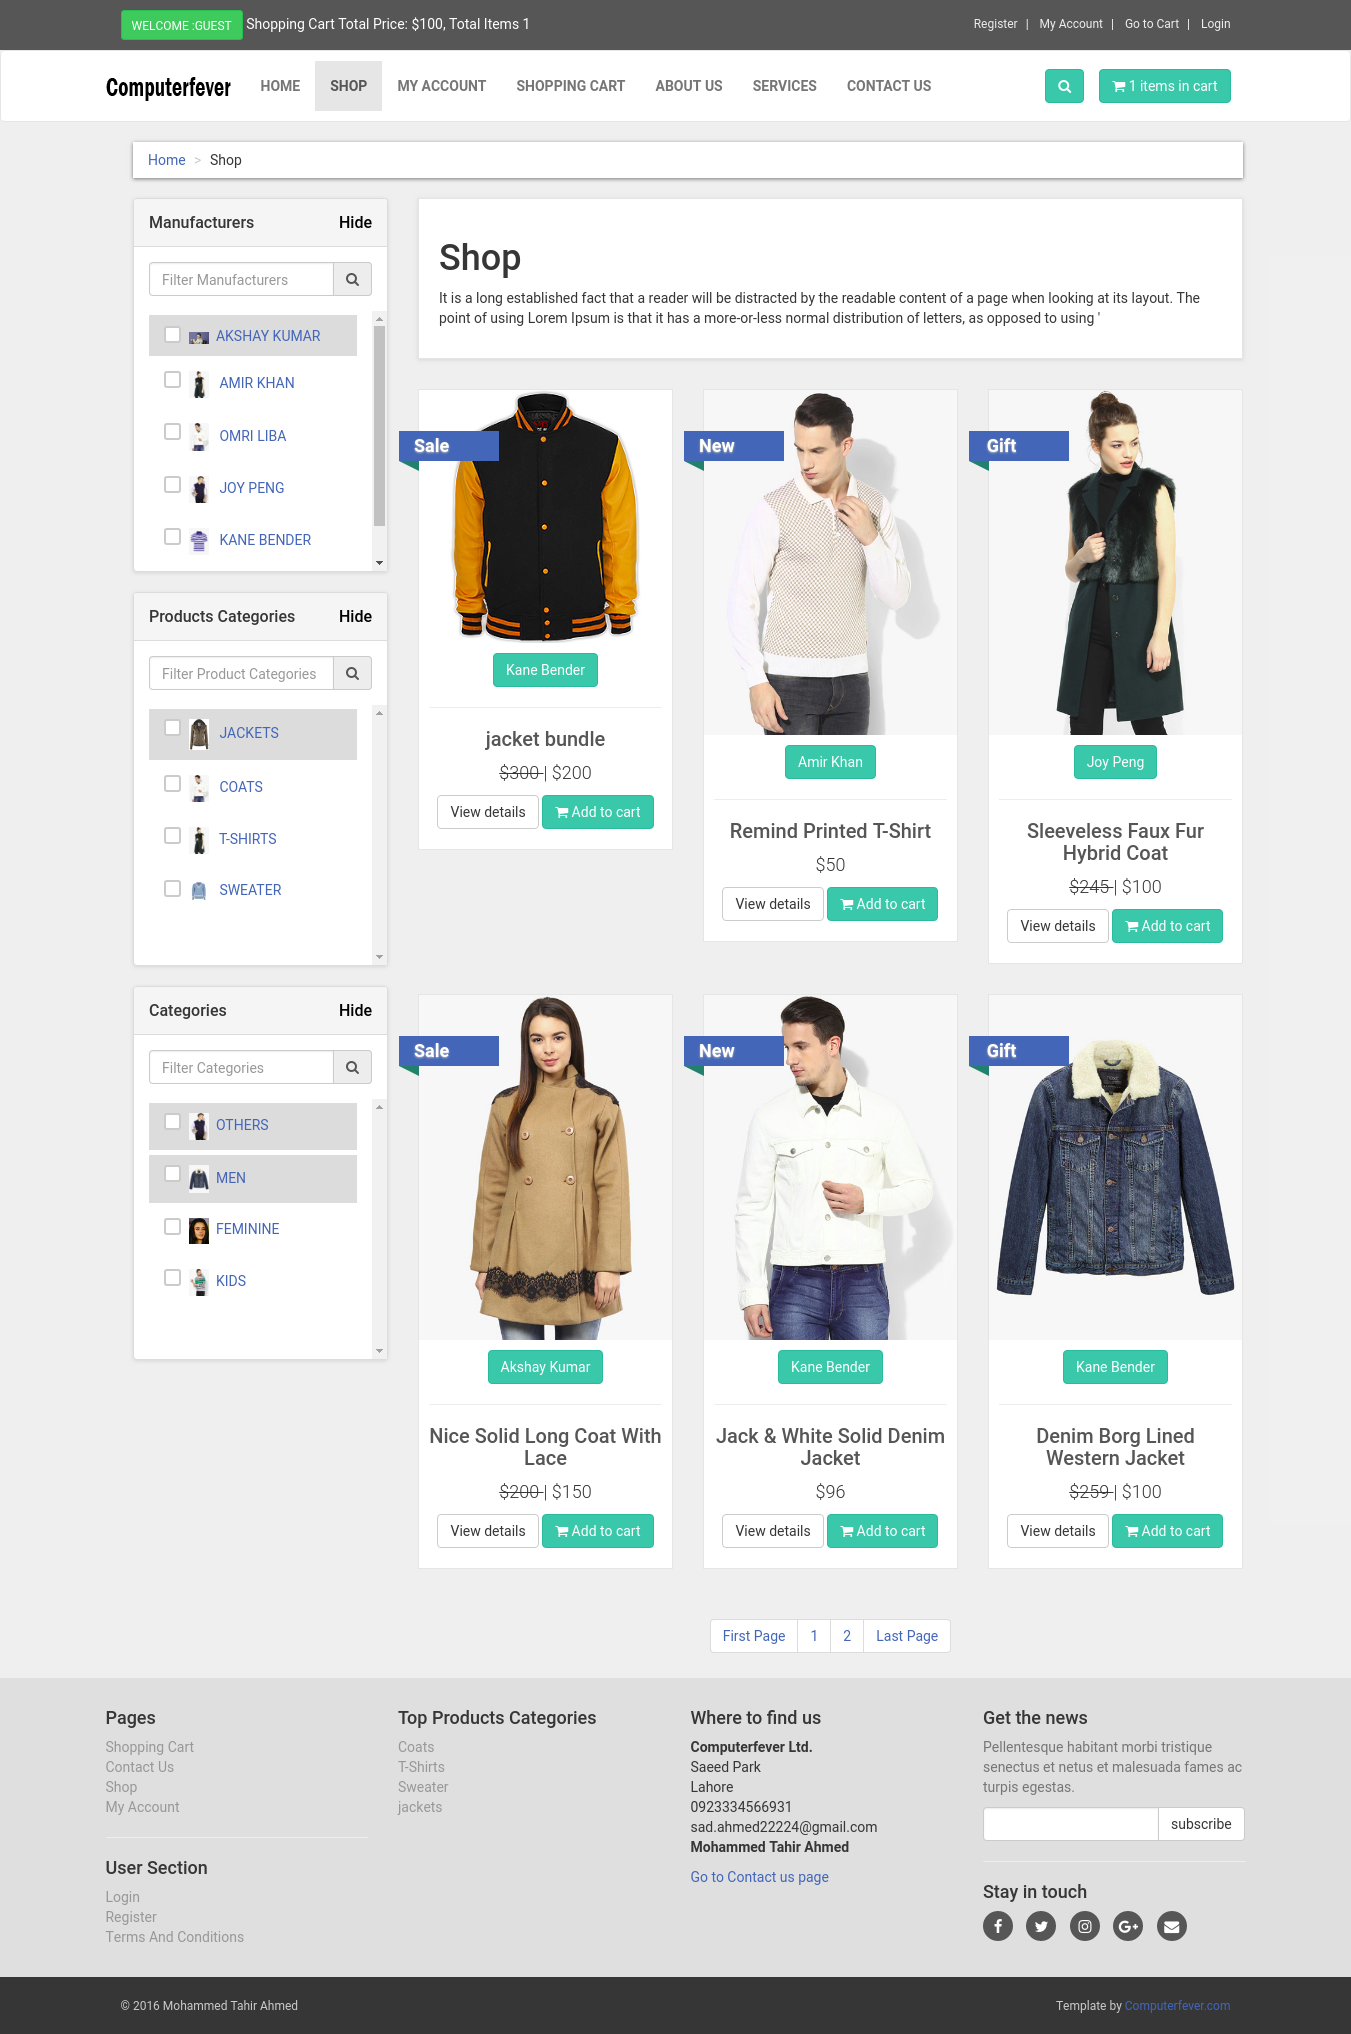 WELCOME :GUEST Shopping Cart Total Price: $100, Total Items 1
Register | My Account | Go to Cart | Login
Computerfever HOME SHOP MY ACCOUNT SHOPPING CART ABOUT US SERVICES CONTACT US 1 items in cart
Home > Shop
Manufacturers Hide
Filter Manufacturers
AKSHAY KUMAR
AMIR KHAN
OMRI LIBA
JOY PENG
KANE BENDER
Products Categories Hide
Filter Product Categories
JACKETS
COATS
T-SHIRTS
SWEATER
Categories Hide
Filter Categories
OTHERS
MEN
FEMININE
KIDS
Shop
It is a long established fact that a reader will be distracted by the readable content of a page when looking at its layout. The
point of using Lorem Ipsum is that it has a more-or-less normal distribution of letters, as opposed to using '
Sale
Kane Bender
jacket bundle
$300 | $200
View details Add to cart
New
Amir Khan
Remind Printed T-Shirt
$50
View details Add to cart
Gift
Joy Peng
Sleeveless Faux Fur
Hybrid Coat
$245 | $100
View details Add to cart
Sale
Akshay Kumar
Nice Solid Long Coat With
Lace
$200 | $150
View details Add to cart
New
Kane Bender
Jack & White Solid Denim
Jacket
$96
View details Add to cart
Gift
Kane Bender
Denim Borg Lined
Western Jacket
$259 | $100
View details Add to cart
First Page 1 2 Last Page
Pages
Shopping Cart
Contact Us
Shop
My Account
User Section
Login
Register
Terms And Conditions
Top Products Categories
Coats
T-Shirts
Sweater
jackets
Where to find us
Computerfever Ltd.
Saeed Park
Lahore
0923334566931
sad.ahmed22224@gmail.com
Mohammed Tahir Ahmed
Go to Contact us page
Get the news
Pellentesque habitant morbi tristique
senectus et netus et malesuada fames ac
turpis egestas.
subscribe
Stay in touch
© 2016 Mohammed Tahir Ahmed
Template by Computerfever.com